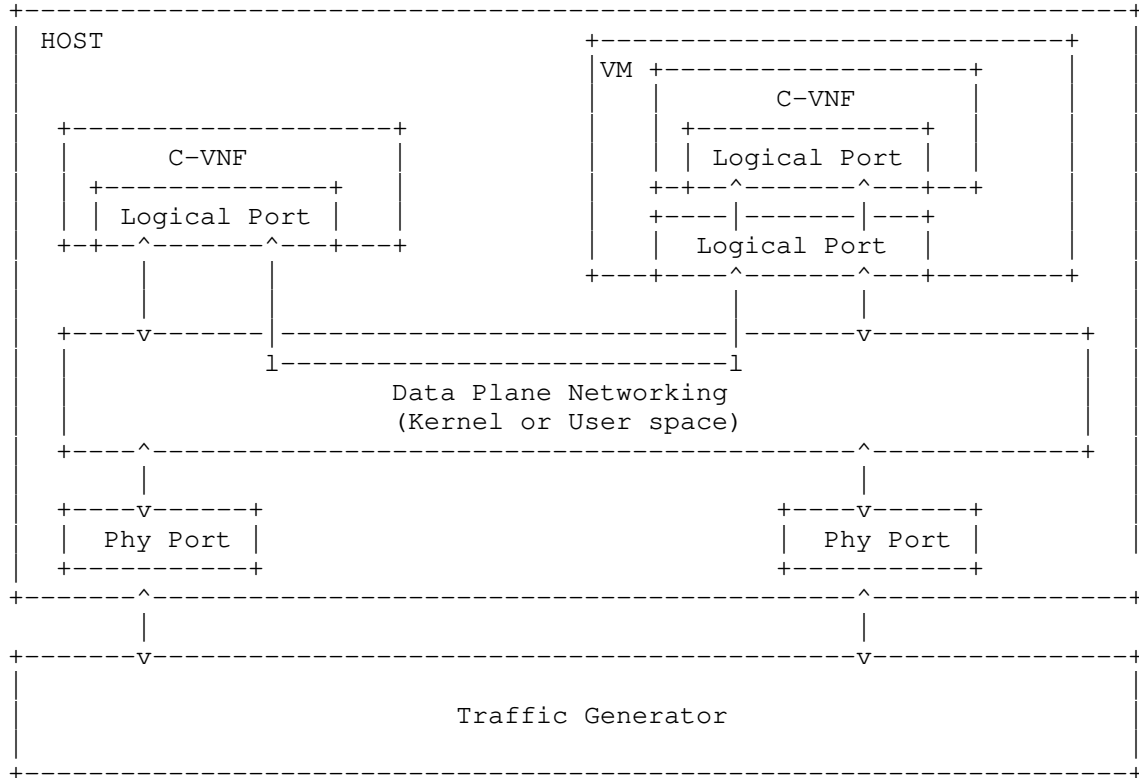 HOST
VM
C-VNF
C-VNF
Logical Port
Logical Port
Logical Port
Data Plane Networking
(Kernel or User space)
Phy Port
Phy Port
Traffic Generator